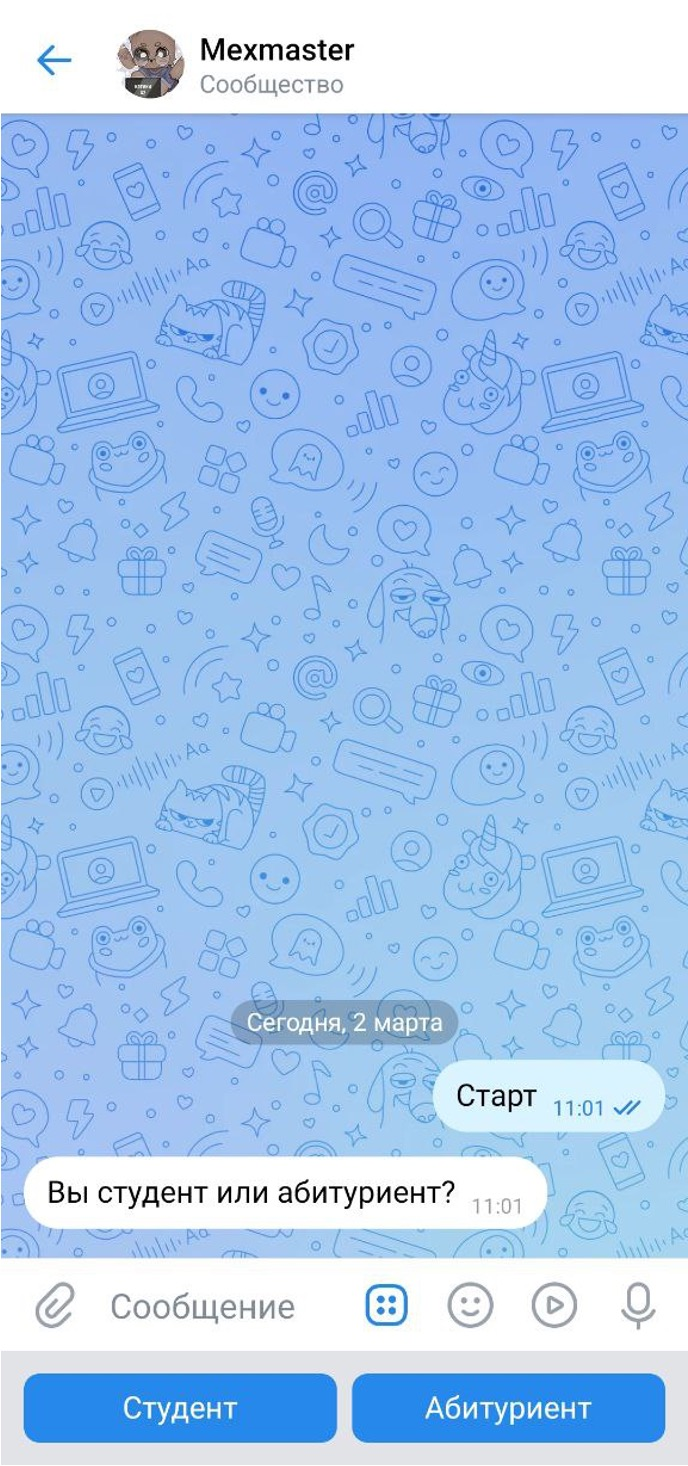 Mexmaster
Сообщество
Сегодня, 2 марта
Старт 11:01
Вы студент или абитуриент? 11:01
Сообщение
Студент
Абитуриент